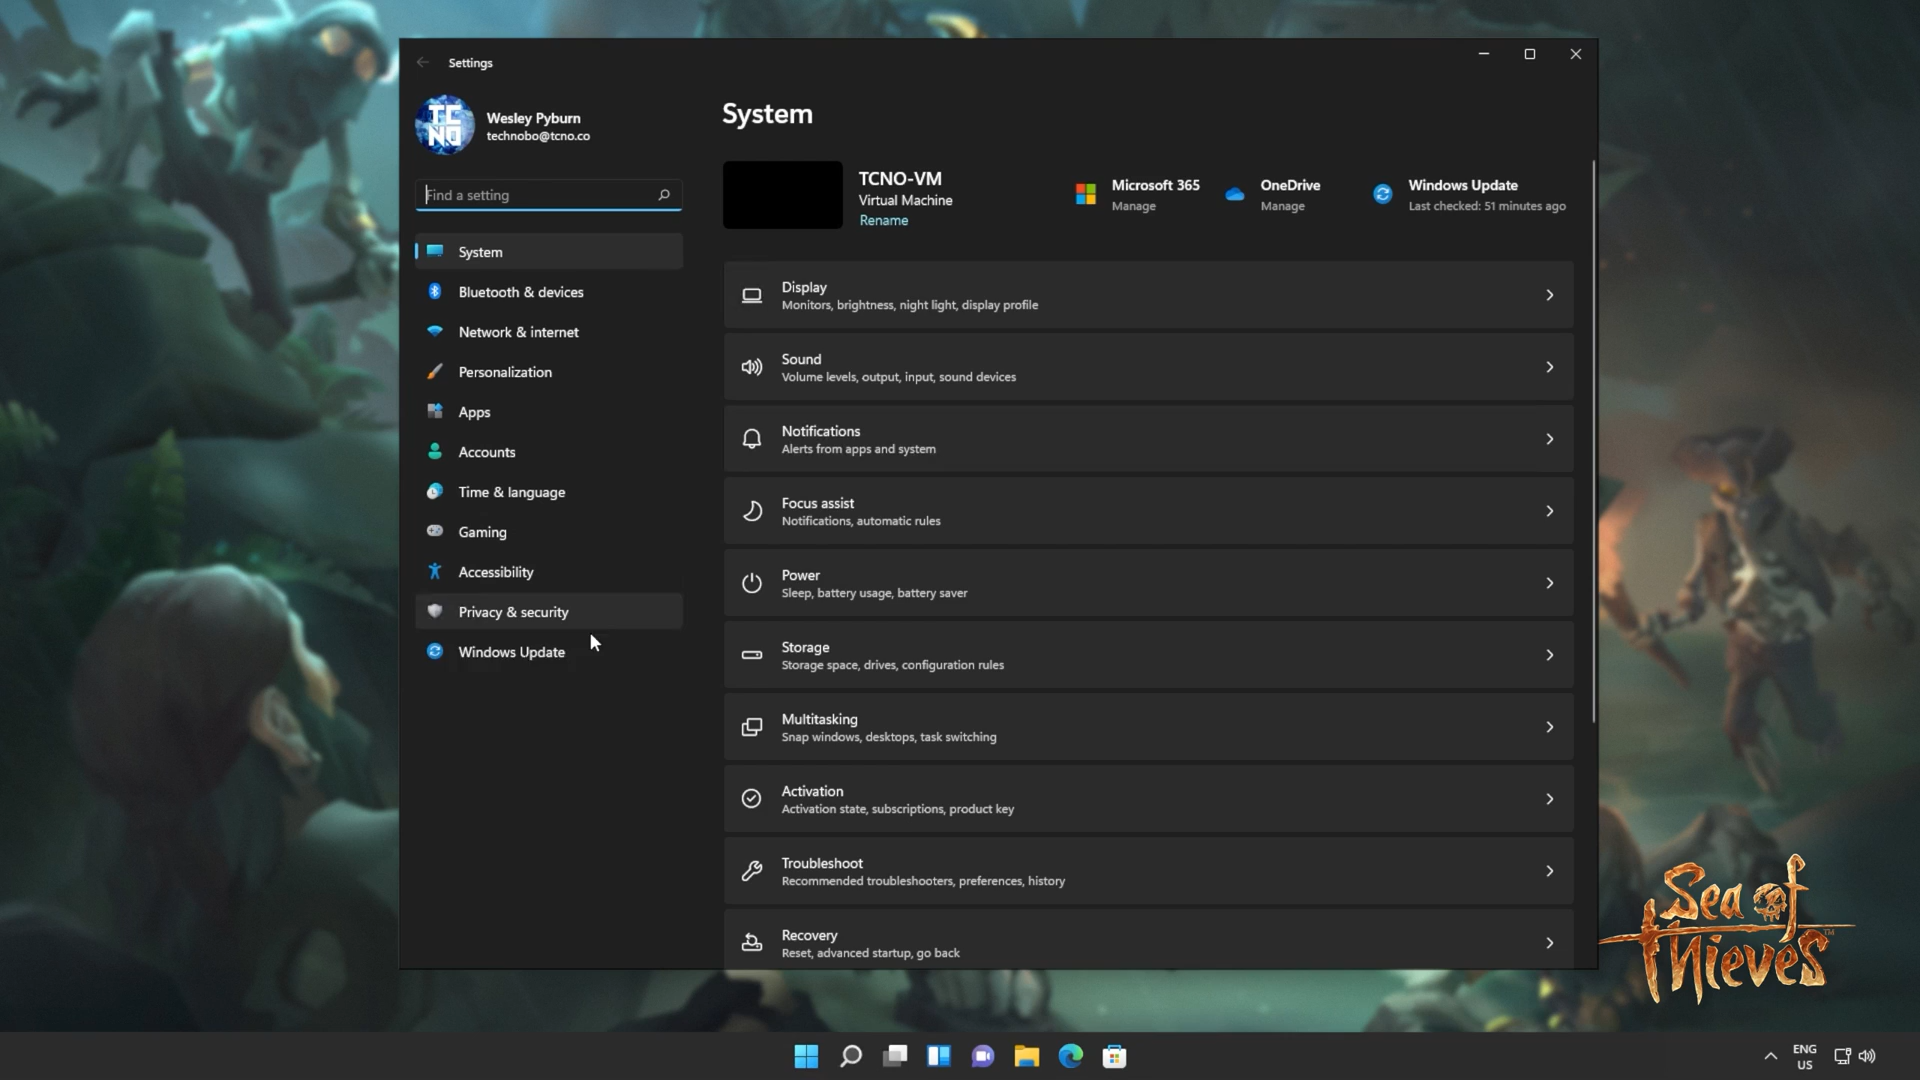 Settings
Wesley Pyburn
technobo@tcno.co
Find a setting
System
Bluetooth & devices
Network & internet
Personalization
Apps
Accounts
Time & language
Gaming
Accessibility
Privacy & security
Windows Update
System
TCNO-VM
Virtual Machine
Rename
Microsoft 365
Manage
OneDrive
Manage
Windows Update
Last checked: 51 minutes ago
Display
Monitors, brightness, night light, display profile
Sound
Volume levels, output, input, sound devices
Notifications
Alerts from apps and system
Focus assist
Notifications, automatic rules
Power
Sleep, battery usage, battery saver
Storage
Storage space, drives, configuration rules
Multitasking
Snap windows, desktops, task switching
Activation
Activation state, subscriptions, product key
Troubleshoot
Recommended troubleshooters, preferences, history
Recovery
Reset, advanced startup, go back
TC
NO
Sea of
Thieves™
ENG
US